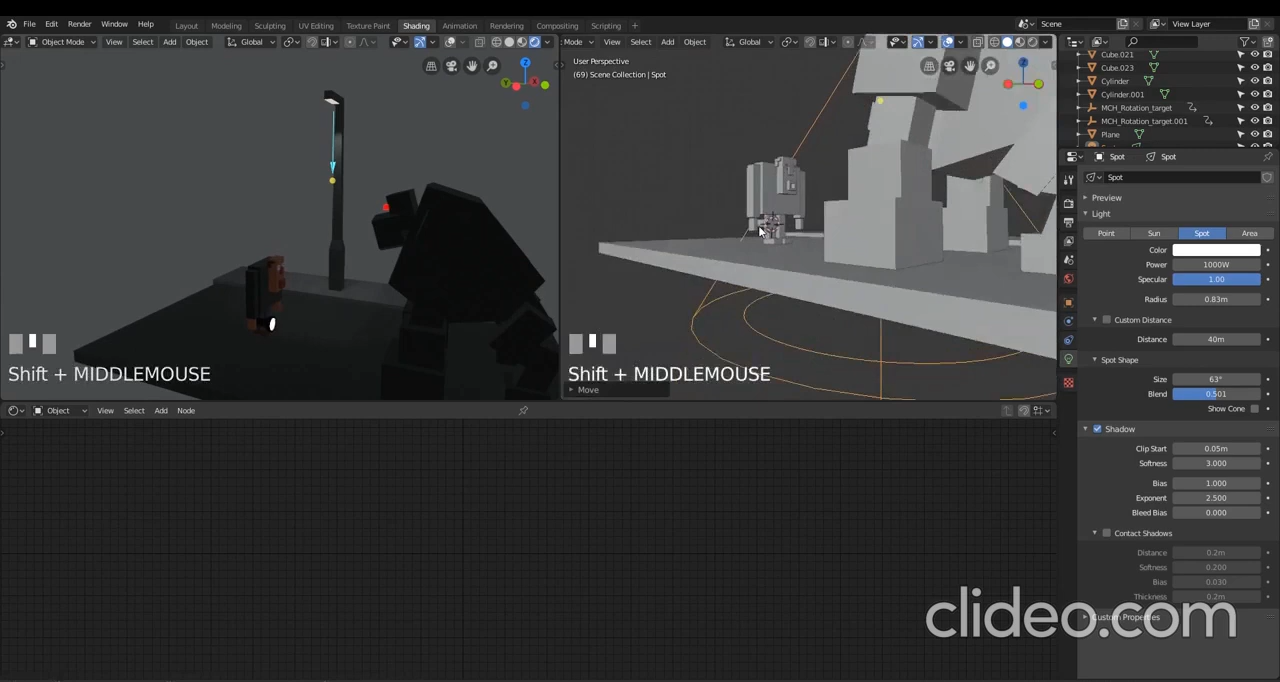 File Edit Render Window Help Layout Modeling Sculpting UV Editing Texture Paint Shading Animation Rendering Compositing Scripting + Scene View Layer
Object Mode View Select Add Object Global
Mode View Select Add Object Global
User Perspective
(69) Scene Collection | Spot
Z
Shift + MIDDLEMOUSE
Shift + MIDDLEMOUSE
Move
Object View Select Add Node
Cube.021
Cube.023
Cylinder
Cylinder.001
MCH_Rotation_target
MCH_Rotation_target.001
Plane
Spot Spot
Spot
Preview
Light
Point Sun Spot Area
Color
Power 1000W
Specular 1.00
Radius 0.83m
Custom Distance
Distance 40m
Spot Shape
Size 63°
Blend 0.501
Show Cone
Shadow
Clip Start 0.05m
Softness 3.000
Bias 1.000
Exponent 2.500
Bleed Bias 0.000
Contact Shadows
Distance 0.2m
Softness 0.200
Bias 0.030
Thickness 0.2m
Custom Properties
clideo.com